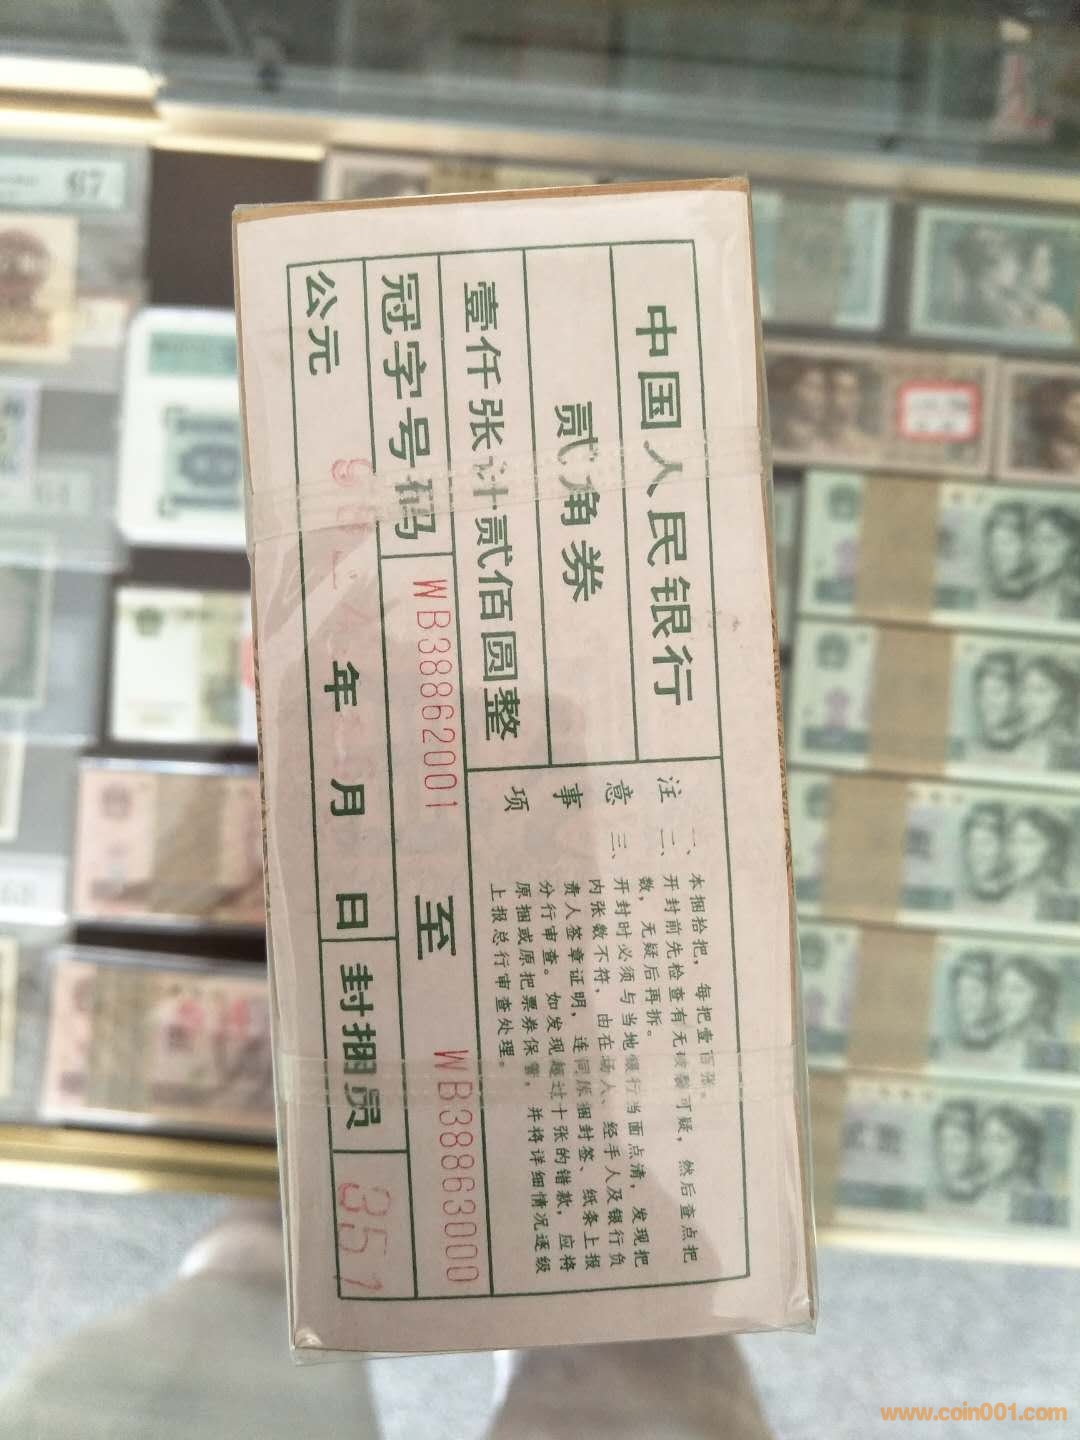 中国人民银行
贰角券
壹仟张计贰佰圆整
冠字号码 WB38862001 至 WB38863000
公元 年 月 日 封捆员 351
注意事项
一、本捆拾把，每把壹百张。
二、开封前先检查有无破裂可疑，然后查点把
数，无疑后再拆。
三、开封时必须与当地银行当面点清，发现把
内张数不符，由在场人、经手人及银行负
责人签章证明，连同原捆封签、纸条上报
分行审查。如发现超过十张的错款，应将
原捆或原把票券保管，并将详细情况逐级
上报总行审查处理。
67
www.coin001.com